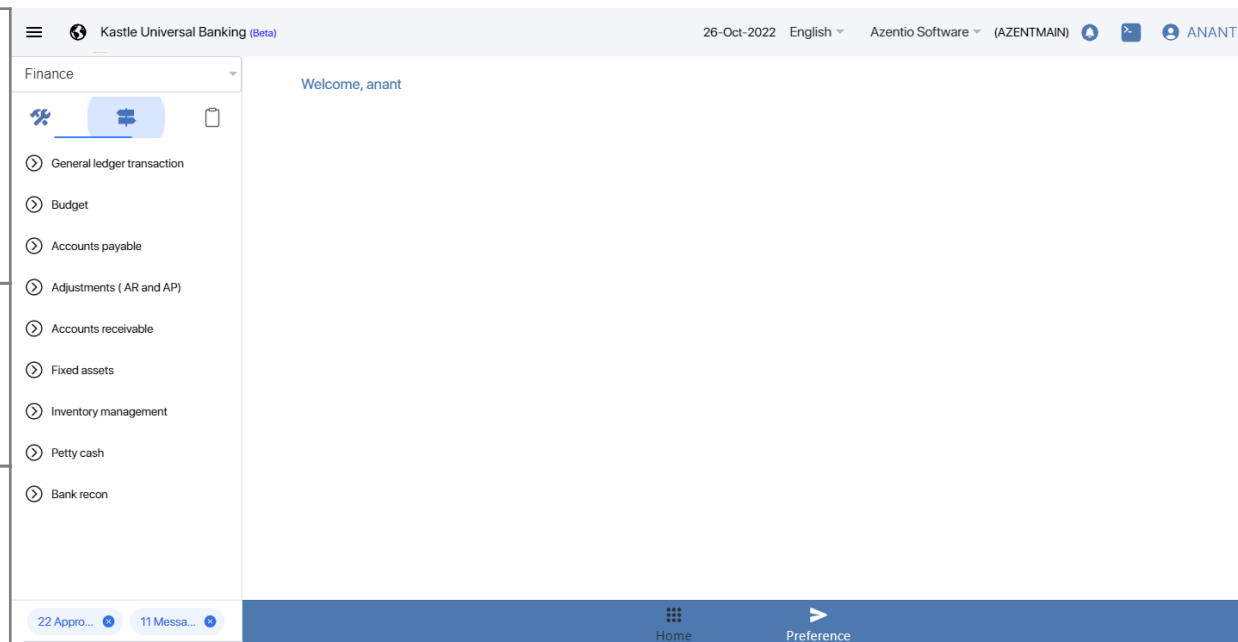 Kastle Universal Banking (Beta)
26-Oct-2022 English Azentio Software (AZENTMAIN) ANANT
Finance
Welcome, anant
General ledger transaction
Budget
Accounts payable
Adjustments ( AR and AP)
Accounts receivable
Fixed assets
Inventory management
Petty cash
Bank recon
22 Appro... 11 Messa...
Home Preference